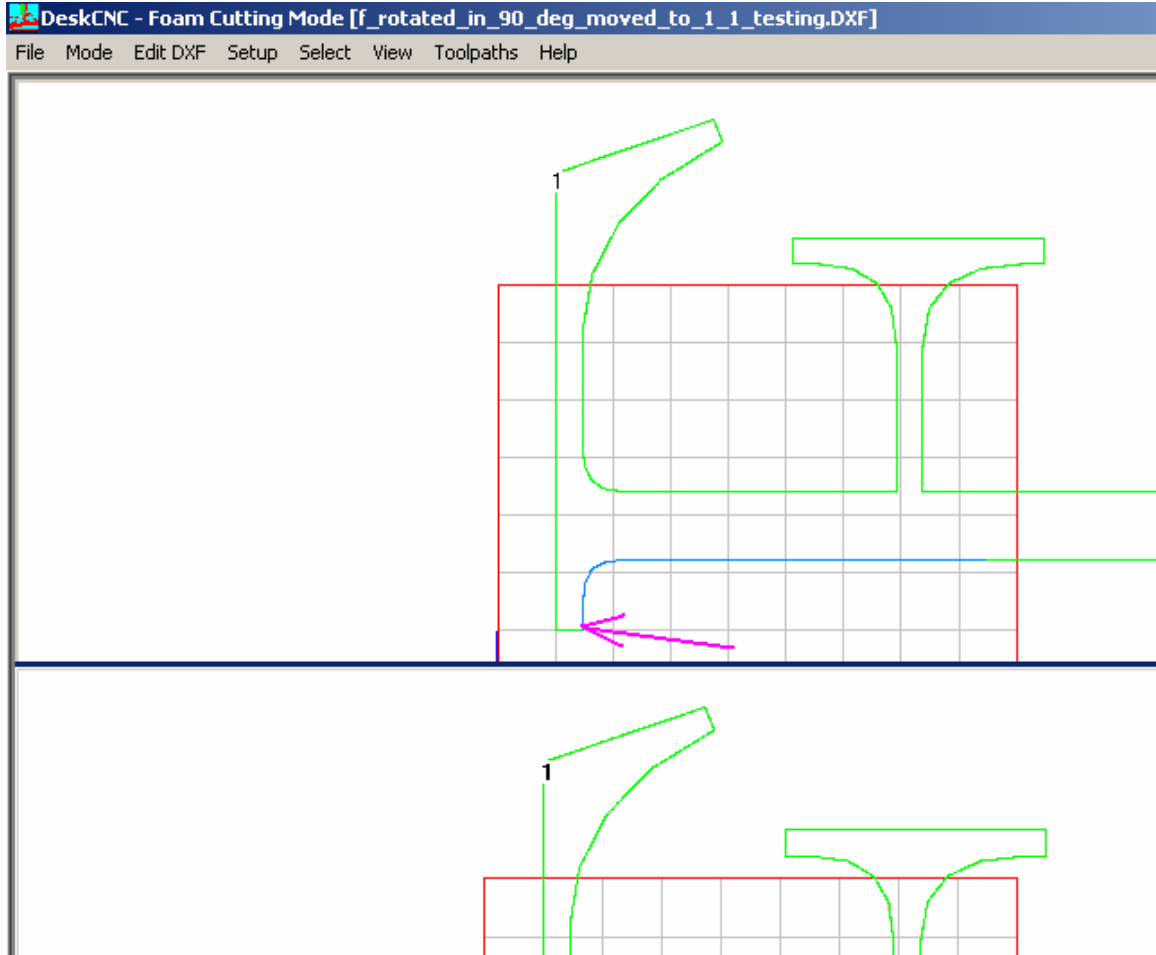 DeskCNC - Foam Cutting Mode [f_rotated_in_90_deg_moved_to_1_1_testing.DXF]
File Mode Edit DXF Setup Select View Toolpaths Help
1
1